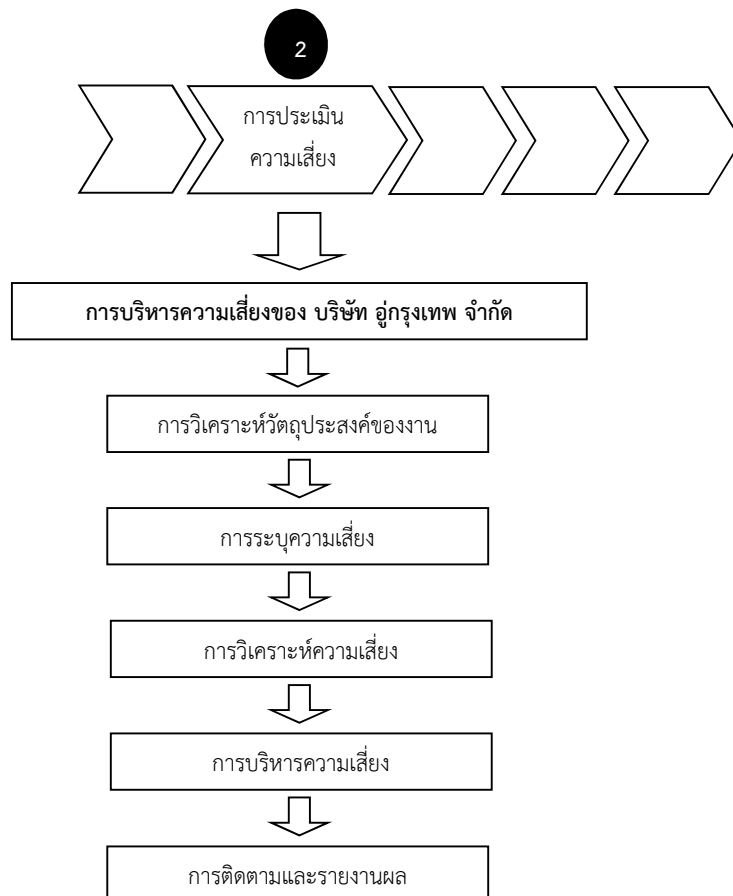 2
การประเมิน
ความเสี่ยง
การบริหารความเสี่ยงของ บริษัท อู่กรุงเทพ จำกัด
การวิเคราะห์วัตถุประสงค์ของงาน
การระบุความเสี่ยง
การวิเคราะห์ความเสี่ยง
การบริหารความเสี่ยง
การติดตามและรายงานผล